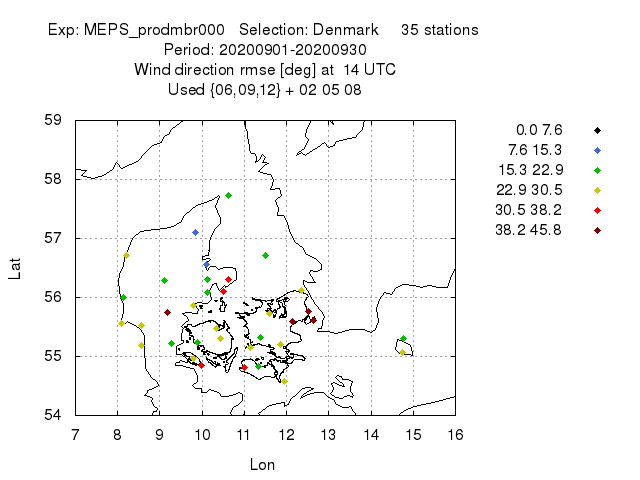 Exp: MEPS_prodmbr000   Selection: Denmark     35 stations
Period: 20200901-20200930
Wind direction rmse [deg] at  14 UTC
Used {06,09,12} + 02 05 08
59
58
57
56
55
54
Lat
7 8 9 10 11 12 13 14 15 16
Lon
0.0 7.6
7.6 15.3
15.3 22.9
22.9 30.5
30.5 38.2
38.2 45.8